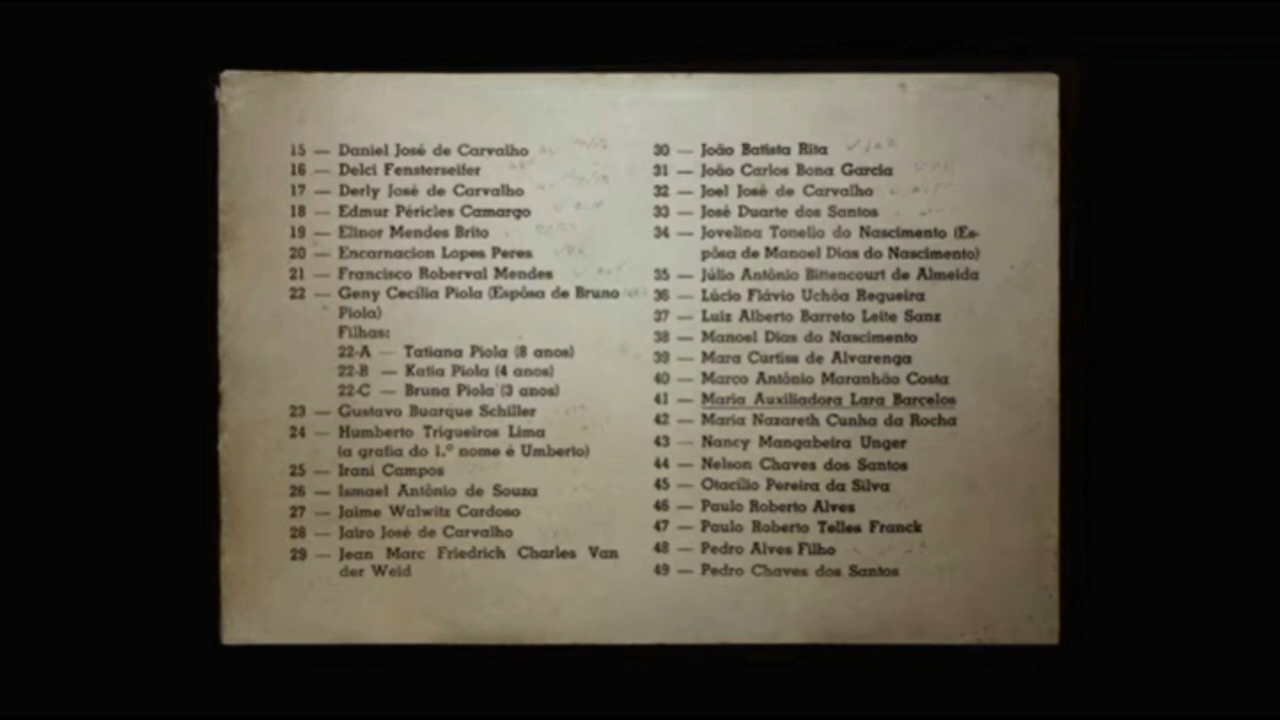 15 — Daniel José de Carvalho
16 — Delci Fensterseifer
17 — Derly José de Carvalho
18 — Edmur Péricles Camargo
19 — Elinor Mendes Brito
20 — Encarnacion Lopes Peres
21 — Francisco Roberval Mendes
22 — Geny Cecília Piola (Espôsa de Bruno
Piola)
Filhas:
22-A — Tatiana Piola (8 anos)
22-B — Katia Piola (4 anos)
22-C — Bruna Piola (3 anos)
23 — Gustavo Buarque Schiller
24 — Humberto Trigueiros Lima
(a grafia do 1.º nome é Umberto)
25 — Irani Campos
26 — Ismael Antônio de Souza
27 — Jaime Walwitz Cardoso
28 — Jairo José de Carvalho
29 — Jean Marc Friedrich Charles Van
der Weid
30 — João Batista Rita
31 — João Carlos Bona Garcia
32 — Joel José de Carvalho
33 — José Duarte dos Santos
34 — Jovelina Tonello do Nascimento (Es-
pôsa de Manoel Dias do Nascimento)
35 — Júlio Antônio Bittencourt de Almeida
36 — Lúcio Flávio Uchôa Regueira
37 — Luiz Alberto Barreto Leite Sanz
38 — Manoel Dias do Nascimento
39 — Mara Curtiss de Alvarenga
40 — Marco Antônio Maranhão Costa
41 — Maria Auxiliadora Lara Barcelos
42 — Maria Nazareth Cunha da Rocha
43 — Nancy Mangabeira Unger
44 — Nelson Chaves dos Santos
45 — Otacílio Pereira da Silva
46 — Paulo Roberto Alves
47 — Paulo Roberto Telles Franck
48 — Pedro Alves Filho
49 — Pedro Chaves dos Santos